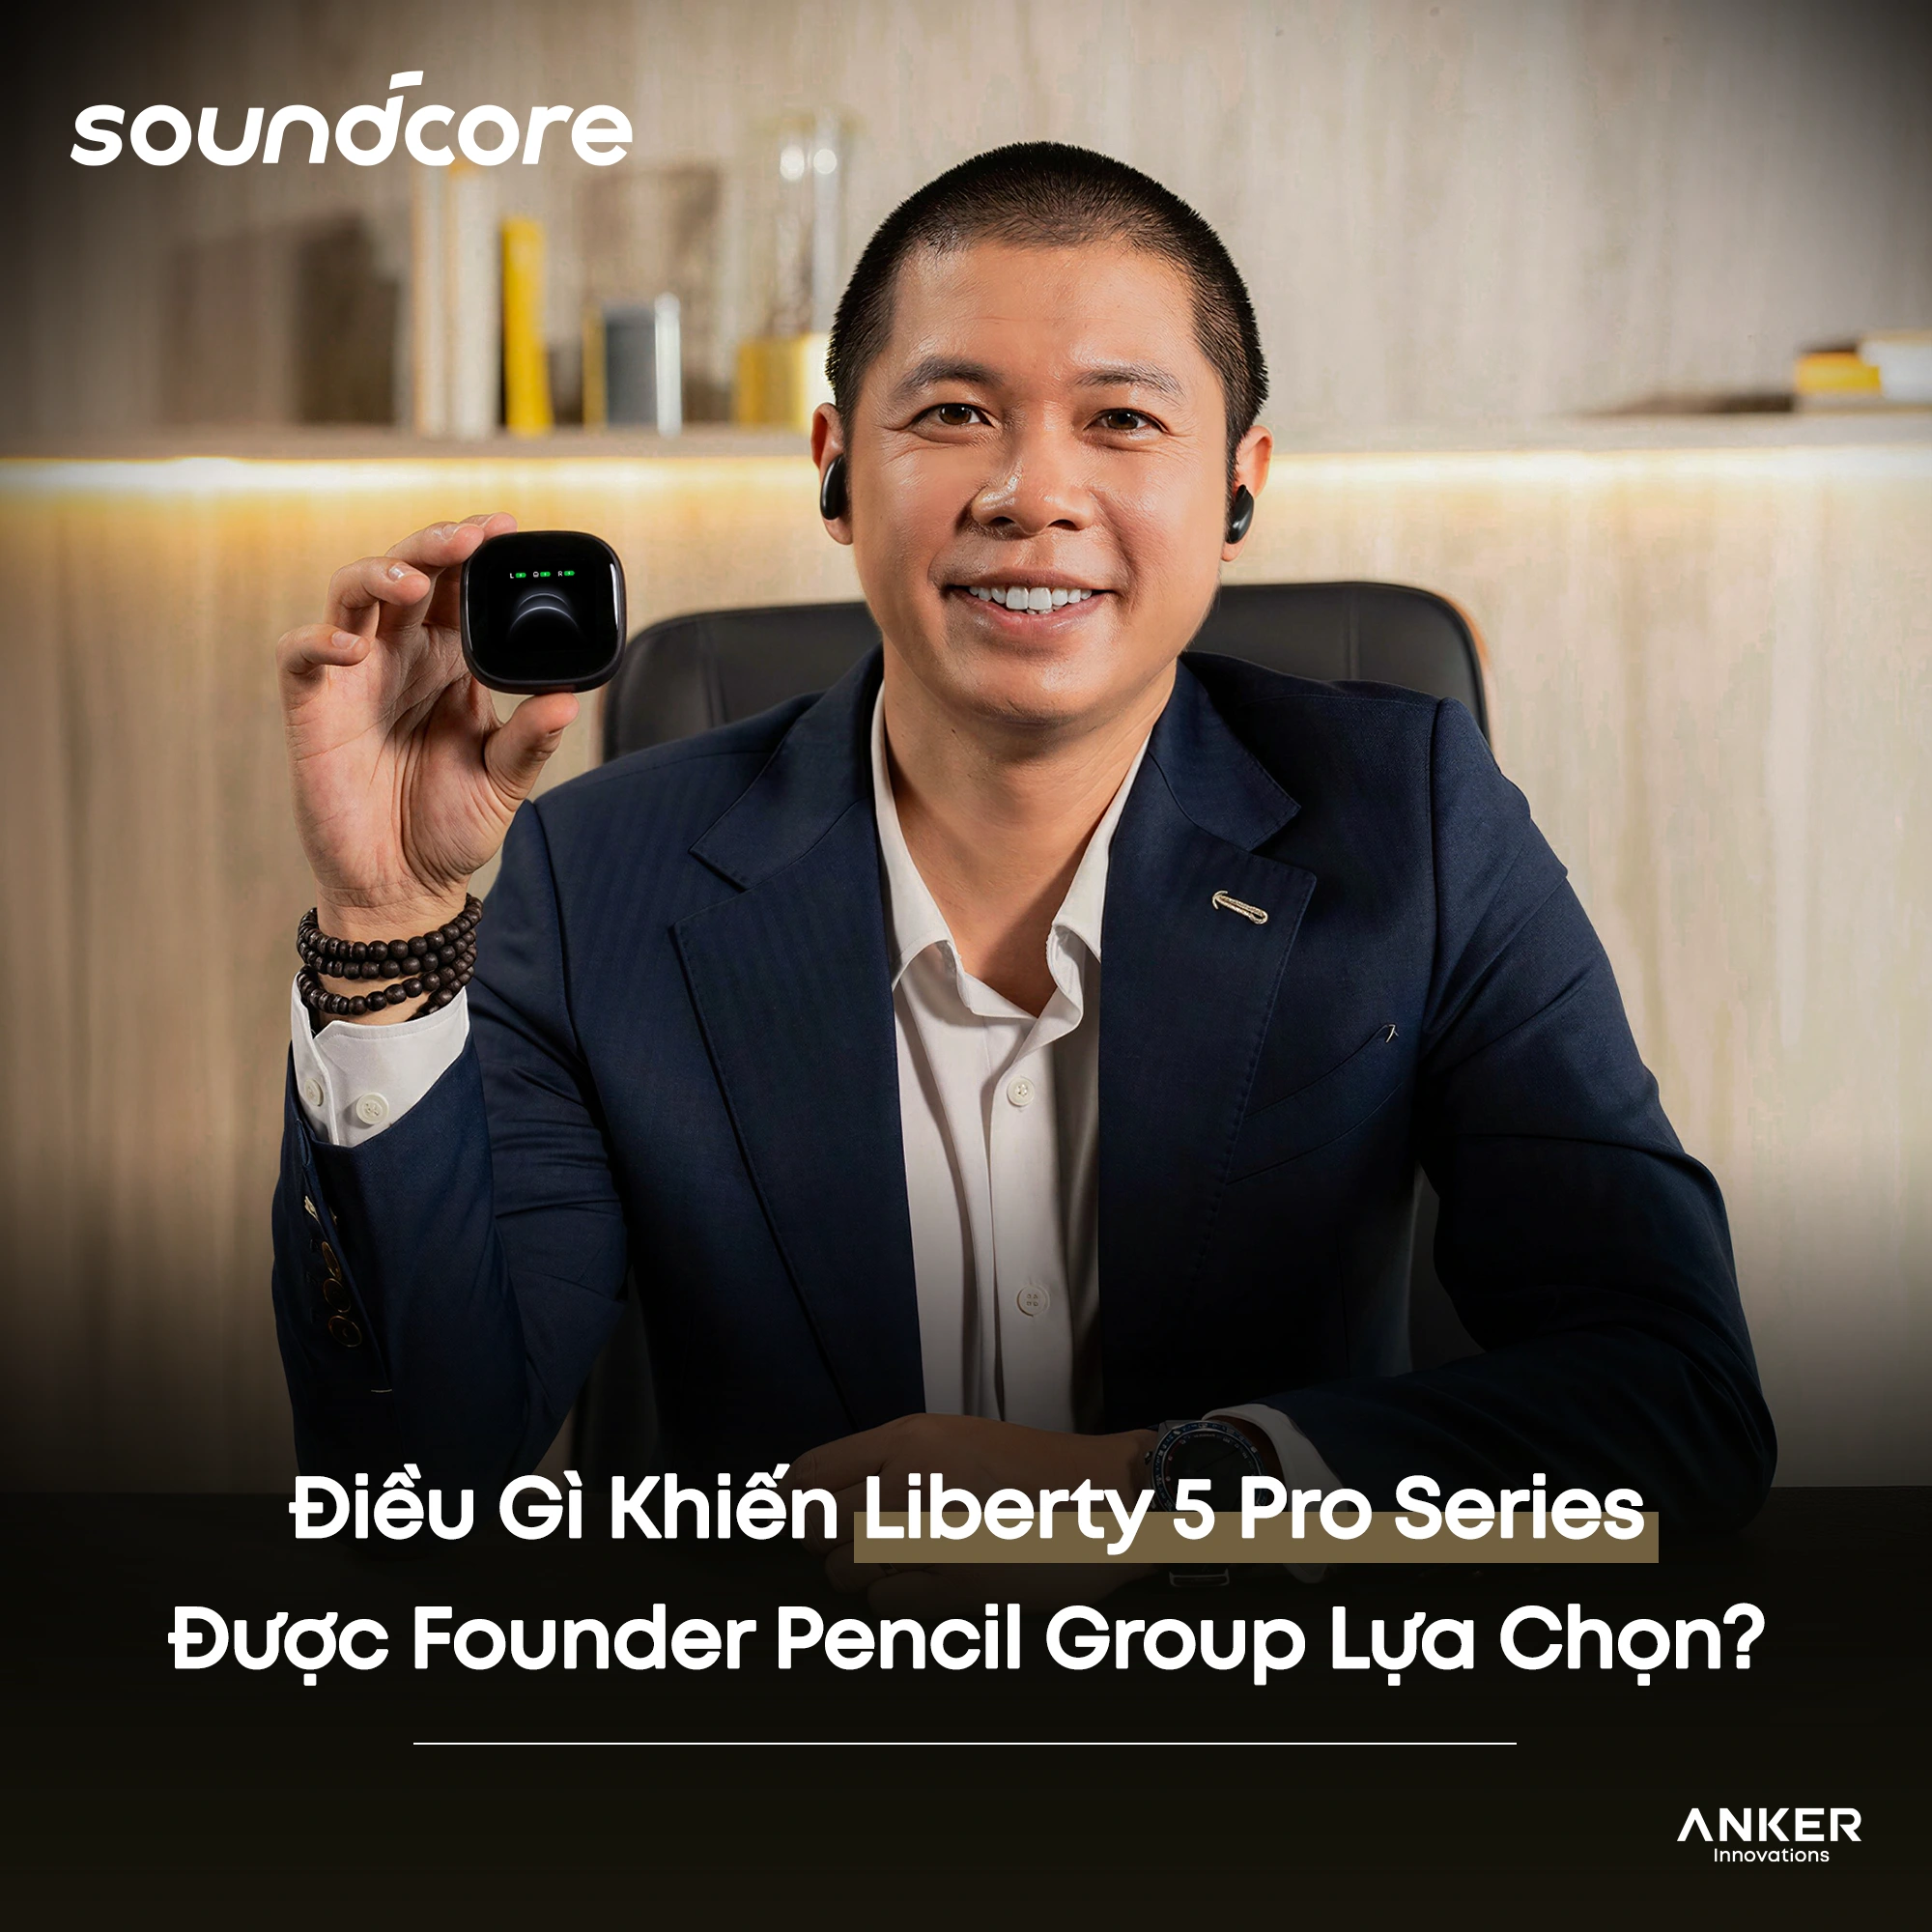 soundcore
L R
Điều Gì Khiến Liberty 5 Pro Series
Được Founder Pencil Group Lựa Chọn?
ANKER
Innovations